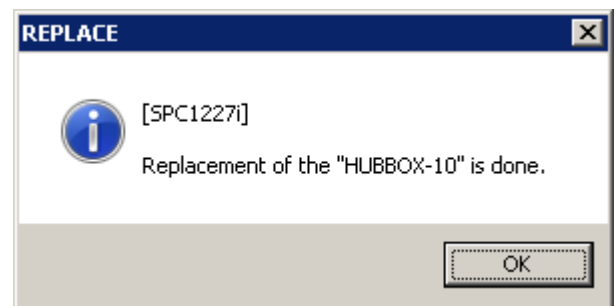 REPLACE
[SPC1227i]
Replacement of the "HUBBOX-10" is done.
OK